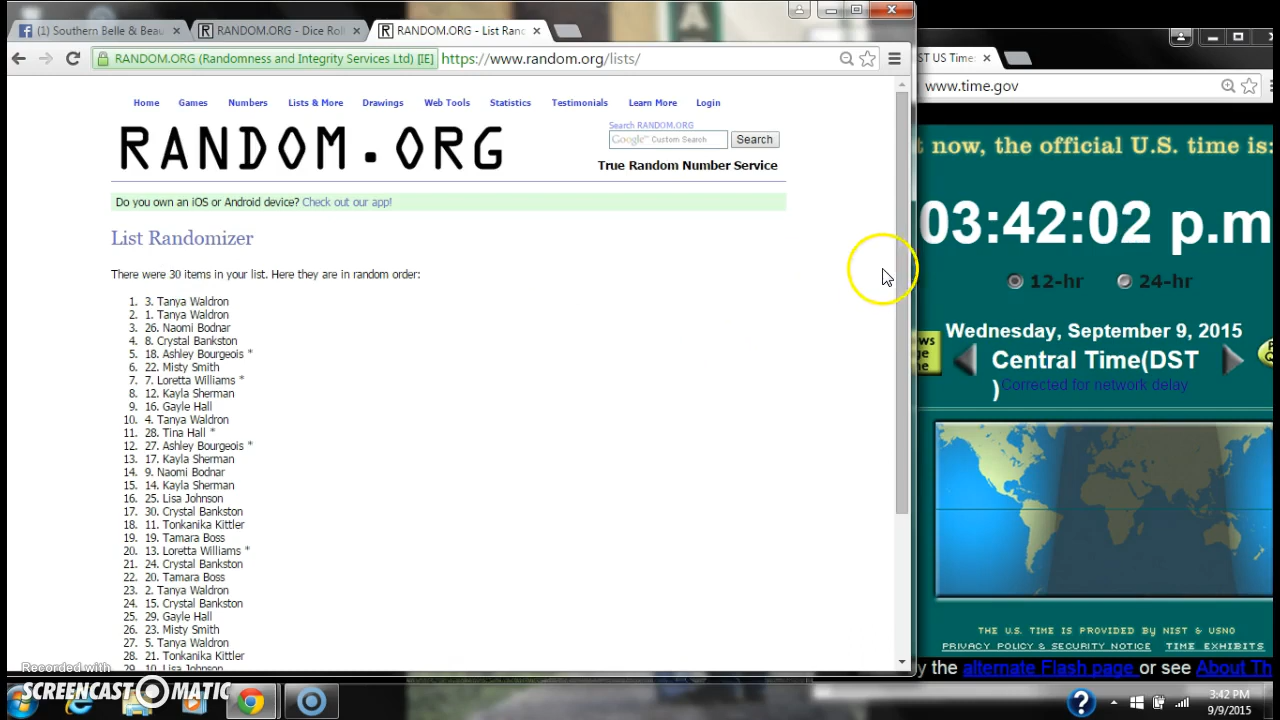 (1) Southern Belle & Beau
RANDOM.ORG - Dice Roll
RANDOM.ORG - List Ran
RANDOM.ORG (Randomness and Integrity Services Ltd) [IE]
https://www.random.org/lists/
Home Games Numbers Lists & More Drawings Web Tools Statistics Testimonials Learn More Login
RANDOM.ORG
Search RANDOM.ORG
Google™ Custom Search
Search
True Random Number Service
Do you own an iOS or Android device? Check out our app!
List Randomizer
There were 30 items in your list. Here they are in random order:
1. 3. Tanya Waldron
2. 1. Tanya Waldron
3. 26. Naomi Bodnar
4. 8. Crystal Bankston
5. 18. Ashley Bourgeois *
6. 22. Misty Smith
7. 7. Loretta Williams *
8. 12. Kayla Sherman
9. 16. Gayle Hall
10. 4. Tanya Waldron
11. 28. Tina Hall *
12. 27. Ashley Bourgeois *
13. 17. Kayla Sherman
14. 9. Naomi Bodnar
15. 14. Kayla Sherman
16. 25. Lisa Johnson
17. 30. Crystal Bankston
18. 11. Tonkanika Kittler
19. 19. Tamara Boss
20. 13. Loretta Williams *
21. 24. Crystal Bankston
22. 20. Tamara Boss
23. 2. Tanya Waldron
24. 15. Crystal Bankston
25. 29. Gayle Hall
26. 23. Misty Smith
27. 5. Tanya Waldron
28. 21. Tonkanika Kittler
29. 10. Lisa Johnson
ST US Time
www.time.gov
t now, the official U.S. time is:
03:42:02 p.m
12-hr 24-hr
Wednesday, September 9, 2015
Central Time(DST
)
Corrected for network delay
THE U.S. TIME IS PROVIDED BY NIST & USNO
PRIVACY POLICY & SECURITY NOTICE TIME EXHIBITS
y the alternate Flash page or see About Th
Recorded with
SCREENCAST-O-MATIC
3:42 PM
9/9/2015